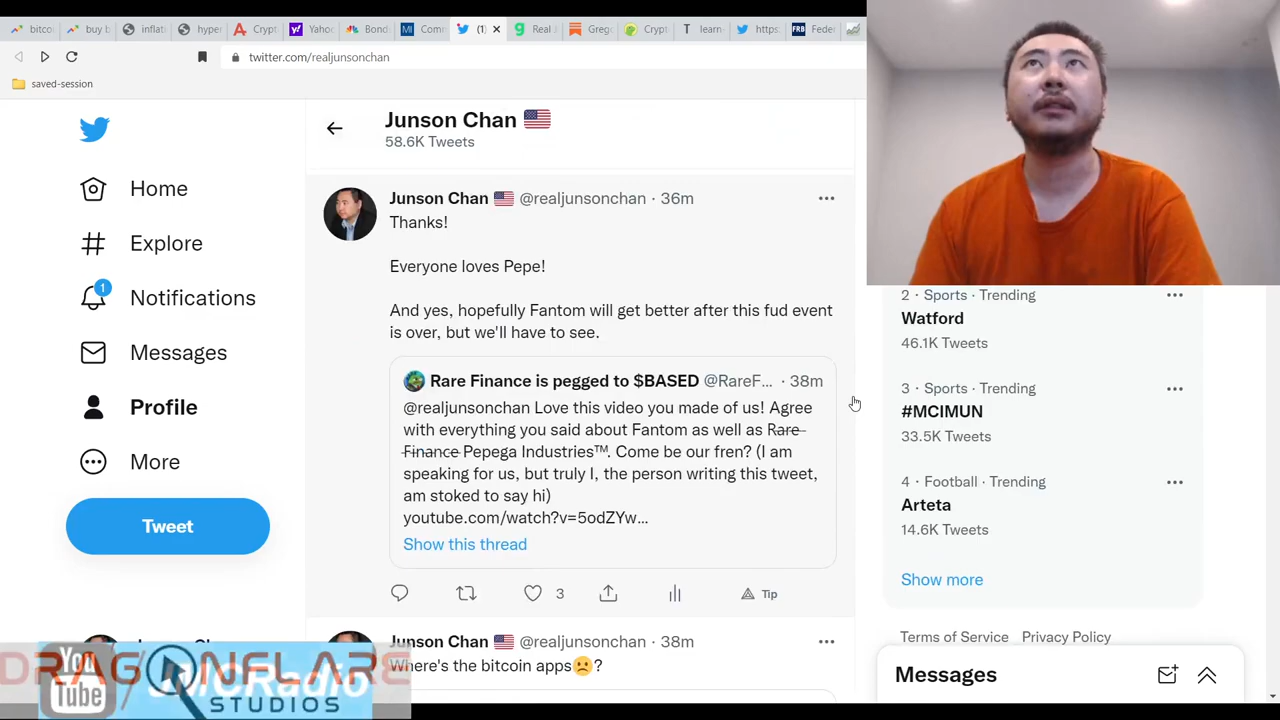 bitco
buy b
inflat
hyper
Crypt
Yahoo
Bond
Com
(1
Real J
Greg
Crypt
learn
https:
FRB
Feder
twitter.com/realjunsonchan
saved-session
Junson Chan 🇺🇸
58.6K Tweets
Home
Explore
1
Notifications
Messages
Profile
More
Tweet
Junson Chan 🇺🇸 @realjunsonchan · 36m
Thanks!
Everyone loves Pepe!
And yes, hopefully Fantom will get better after this fud event
is over, but we'll have to see.
Rare Finance is pegged to $BASED @RareF... · 38m
@realjunsonchan Love this video you made of us! Agree
with everything you said about Fantom as well as Rare
Finance Pepega Industries™. Come be our fren? (I am
speaking for us, but truly I, the person writing this tweet,
am stoked to say hi)
youtube.com/watch?v=5odZYw...
Show this thread
3
Tip
Junson Chan 🇺🇸 @realjunsonchan · 38m
Where's the bitcoin apps☹️?
2 · Sports · Trending
Watford
46.1K Tweets
3 · Sports · Trending
#MCIMUN
33.5K Tweets
4 · Football · Trending
Arteta
14.6K Tweets
Show more
Terms of Service Privacy Policy
Messages
DRAGONFLARE
STUDIOS
You
Tube